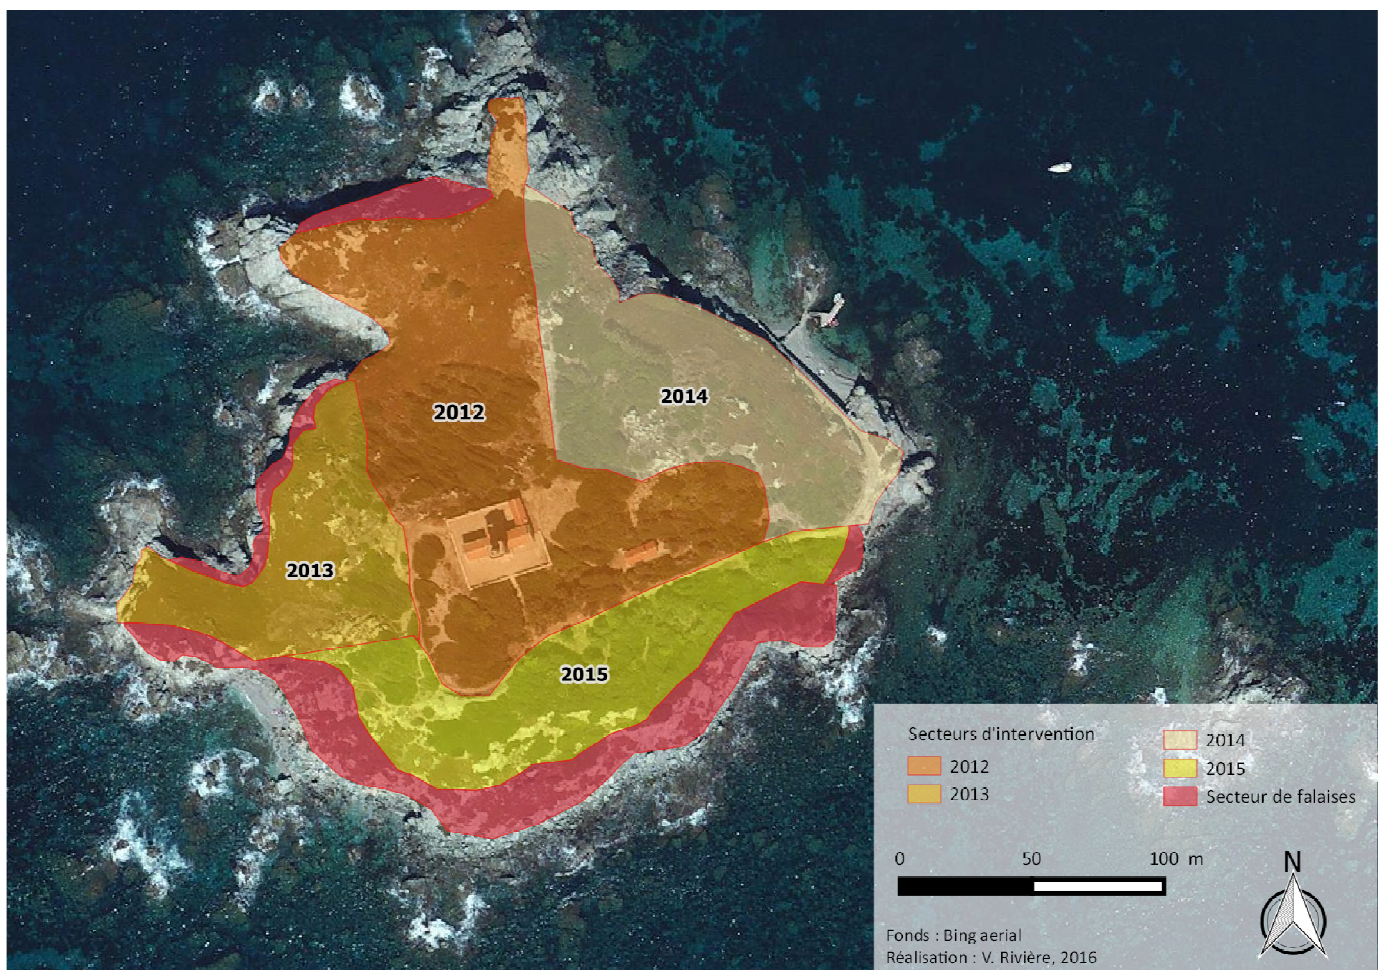 2012
2014
2013
2015
Secteurs d'intervention
2012
2013
2014
2015
Secteur de falaises
0 50 100 m
N
Fonds : Bing aerial
Réalisation : V. Rivière, 2016